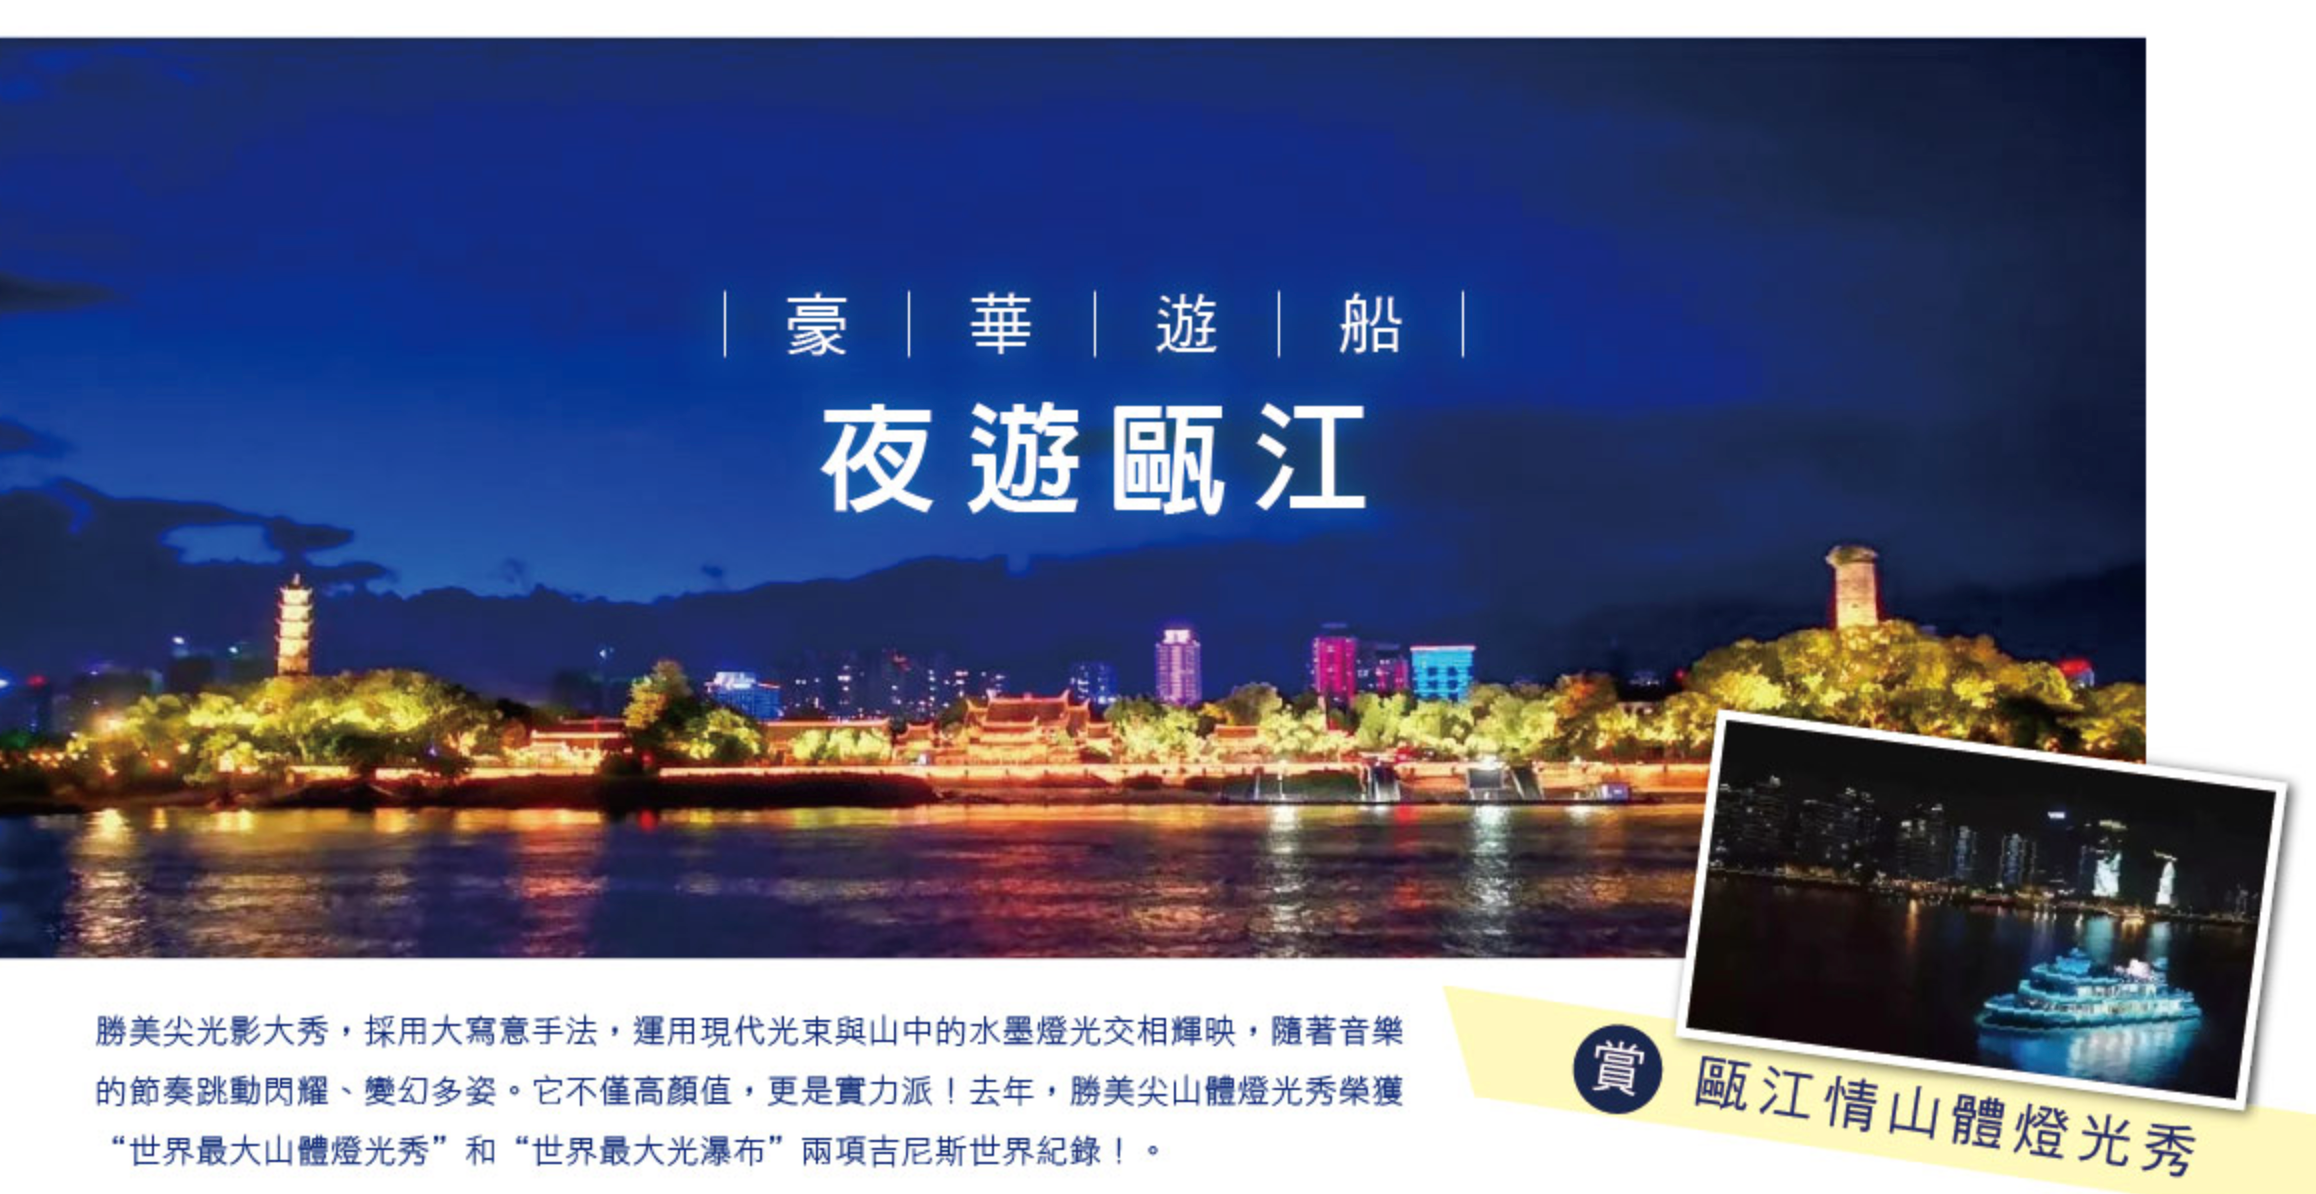 豪華遊船
夜遊甌江
勝美尖光影大秀，採用大寫意手法，運用現代光束與山中的水墨燈光交相輝映，隨著音樂
的節奏跳動閃耀、變幻多姿。它不僅高顏值，更是實力派！去年，勝美尖山體燈光秀榮獲
“世界最大山體燈光秀”和“世界最大光瀑布”兩項吉尼斯世界紀錄！。
賞 甌江情山體燈光秀